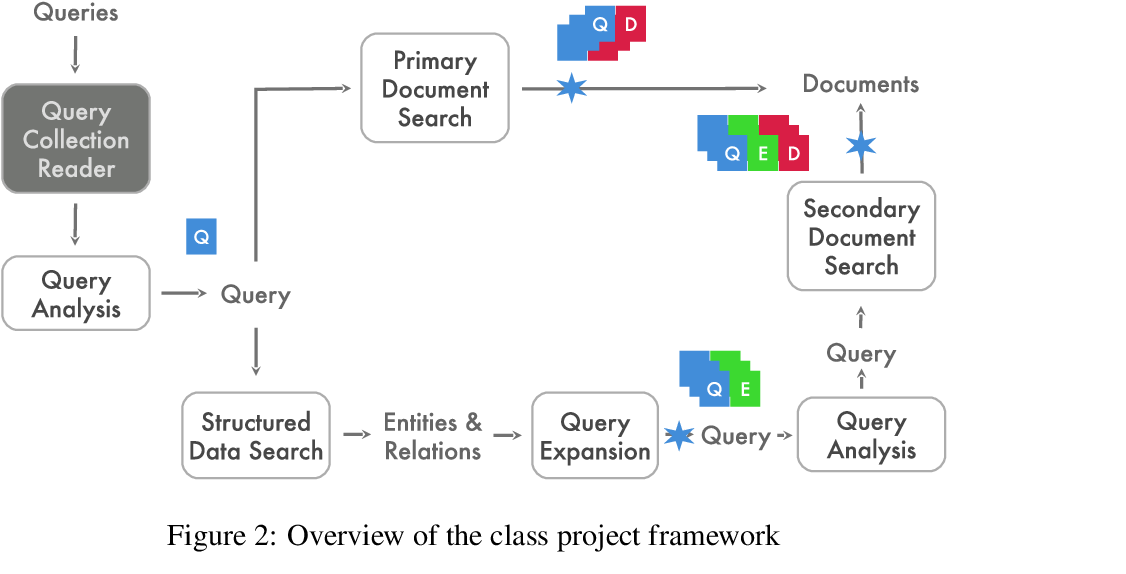 Queries
Query
Collection
Reader
Query
Analysis
Q
Query
Primary
Document
Search
Q D
Documents
Q E D
Secondary
Document
Search
Query
Structured
Data Search
Entities &
Relations
Query
Expansion
Q E
Query
Query
Analysis
Figure 2: Overview of the class project framework